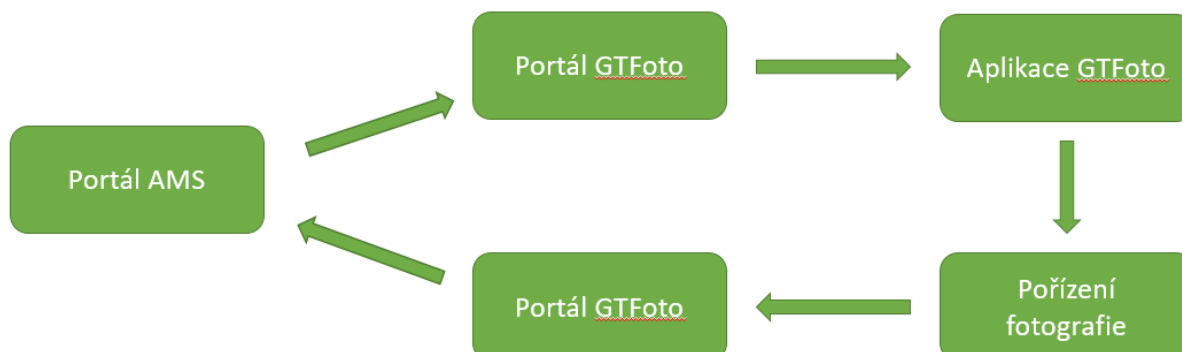 Portál AMS
Portál GTFoto
Aplikace GTFoto
Pořízení
fotografie
Portál GTFoto